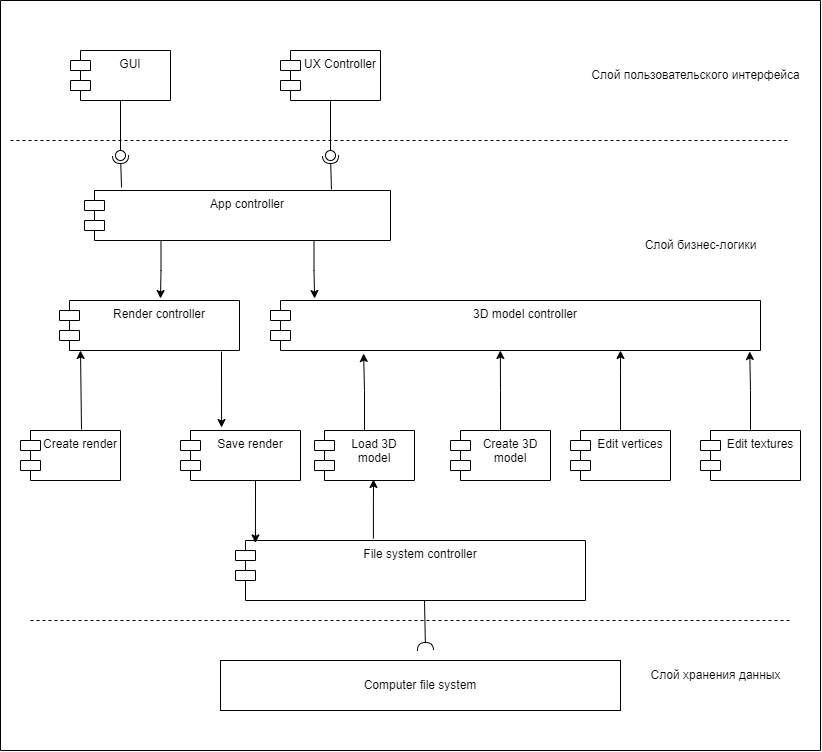 GUI
UX Controller
Слой пользовательского интерфейса
App controller
Слой бизнес-логики
Render controller
3D model controller
Create render
Save render
Load 3D
model
Create 3D
model
Edit vertices
Edit textures
File system controller
Слой хранения данных
Computer file system